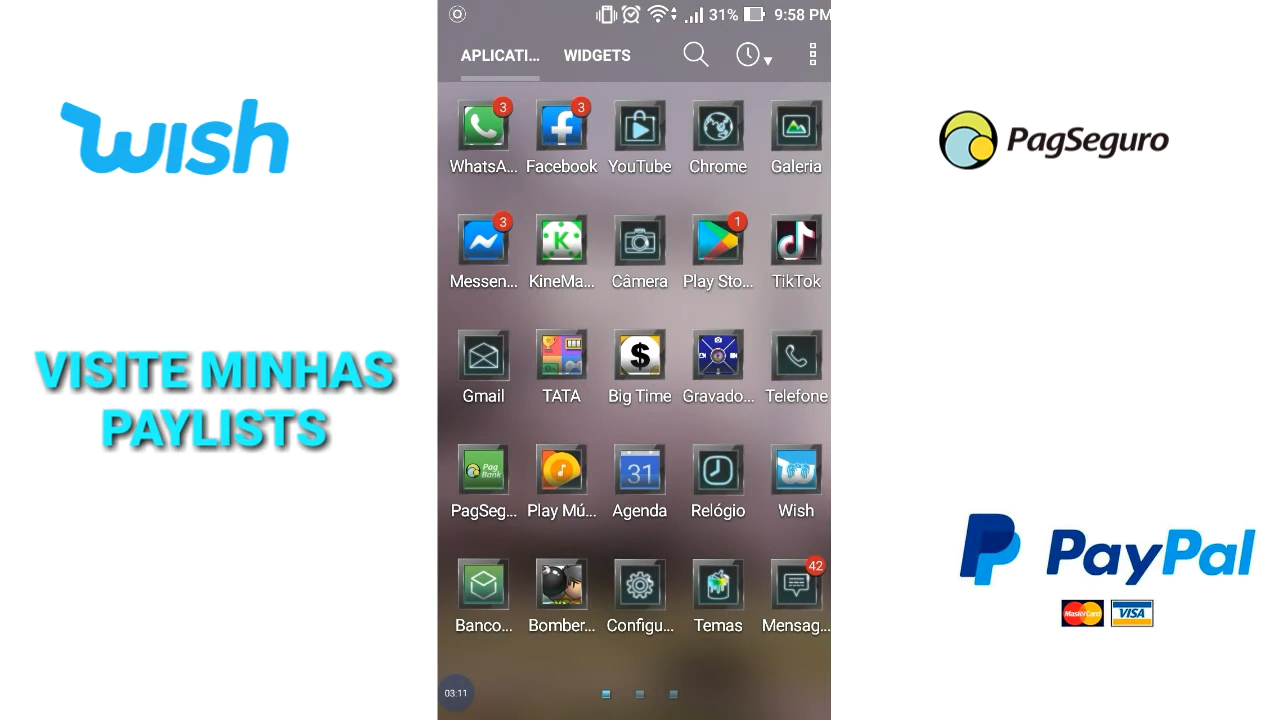 31% 9:58 PM
APLICATI... WIDGETS
wish
PagSeguro
3 3
WhatsA... Facebook YouTube Chrome Galeria
3 1
K
Messen... KineMa... Câmera Play Sto... TikTok
VISITE MINHAS
PAYLISTS
$
Gmail TATA Big Time Gravado... Telefone
Pag
Bank
31
PagSeg... Play Mú... Agenda Relógio Wish
42
Banco... Bomber... Configu... Temas Mensag...
PayPal
MasterCard VISA
03:11